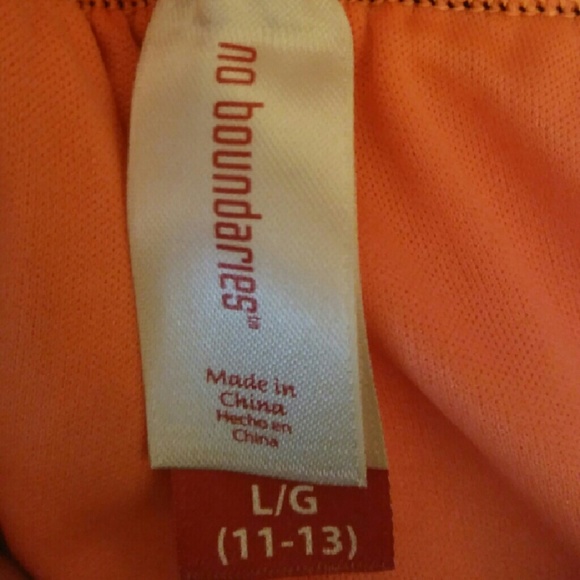 no boundaries™
Made in
China
Hecho en
China
L/G
(11-13)